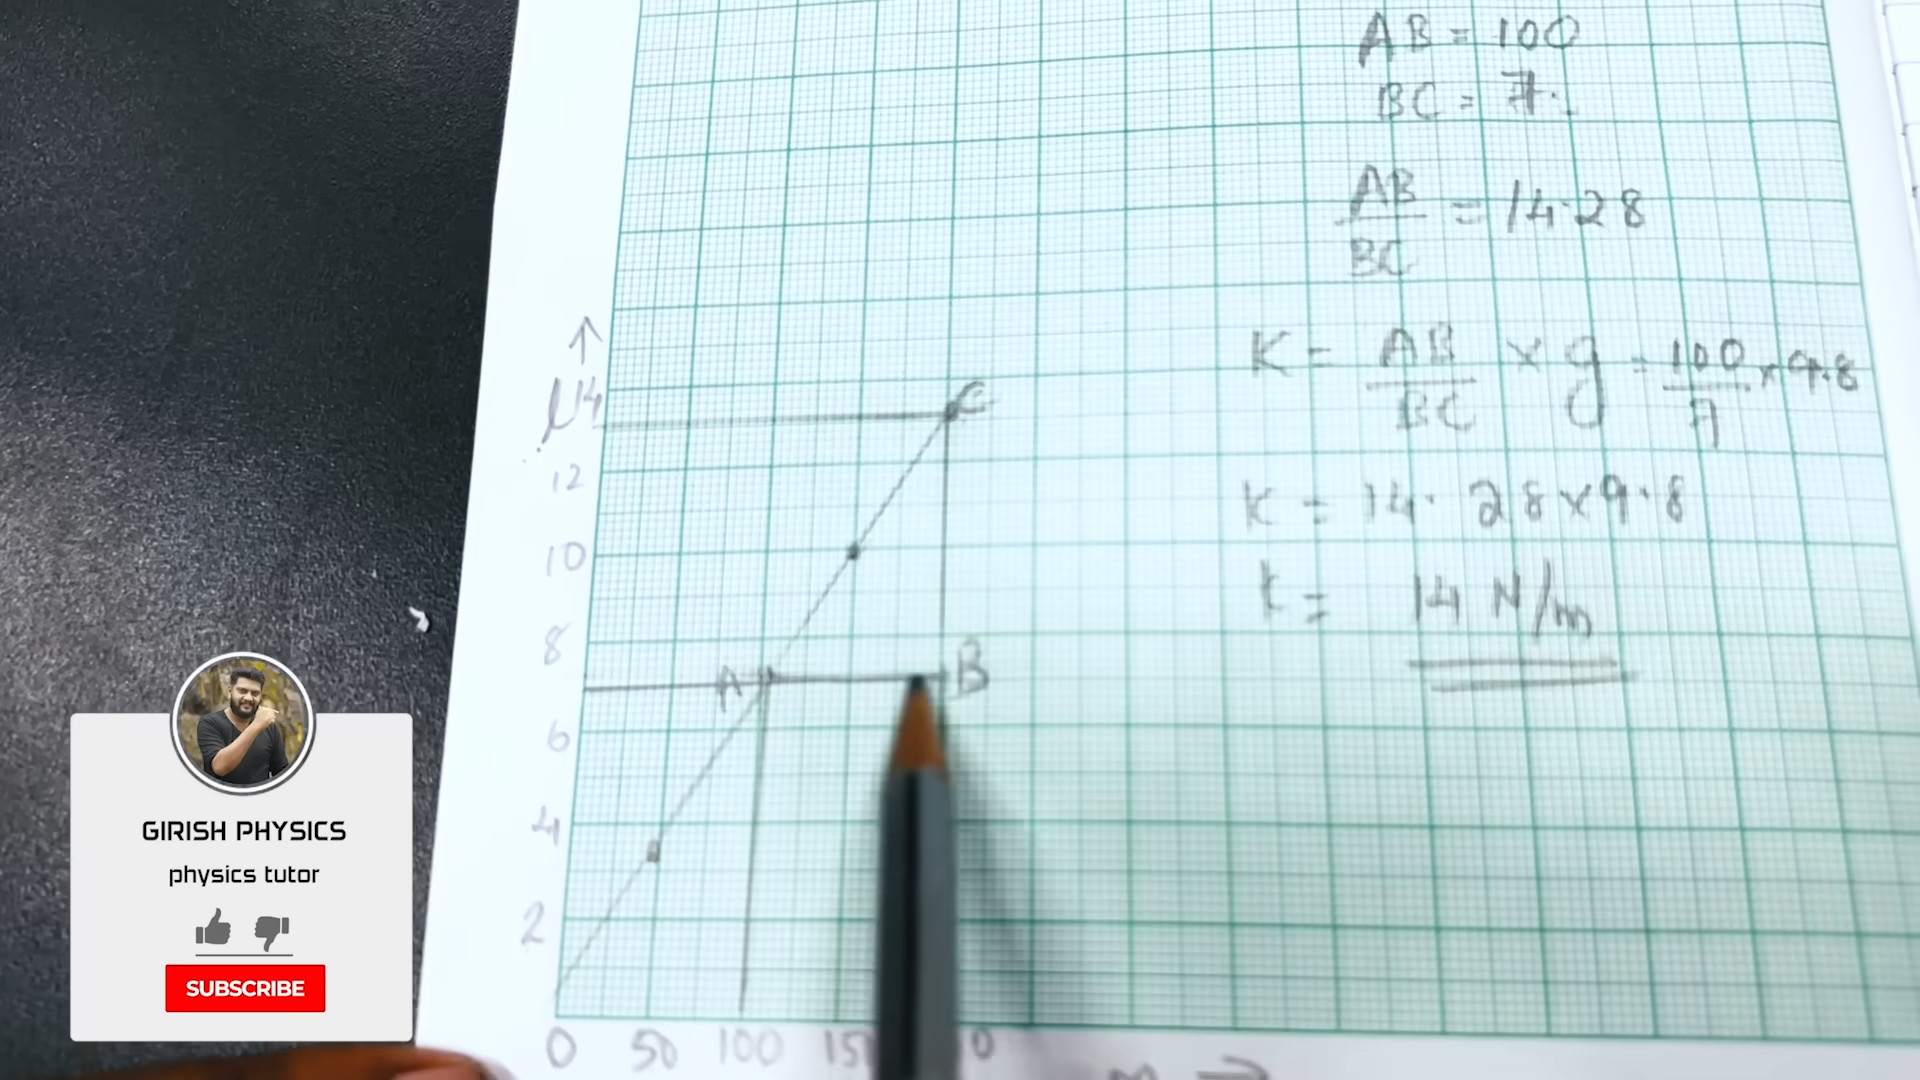 AB = 100
BC = 7.
AB
BC
= 14.28
K = AB/BC × g = 100/7 × 9.8
K = 14.28×9.8
k = 14 N/m
↑
l 14
12
10
8
6
4
2
C
A
B
0 50 100
m →
GIRISH PHYSICS
physics tutor
SUBSCRIBE